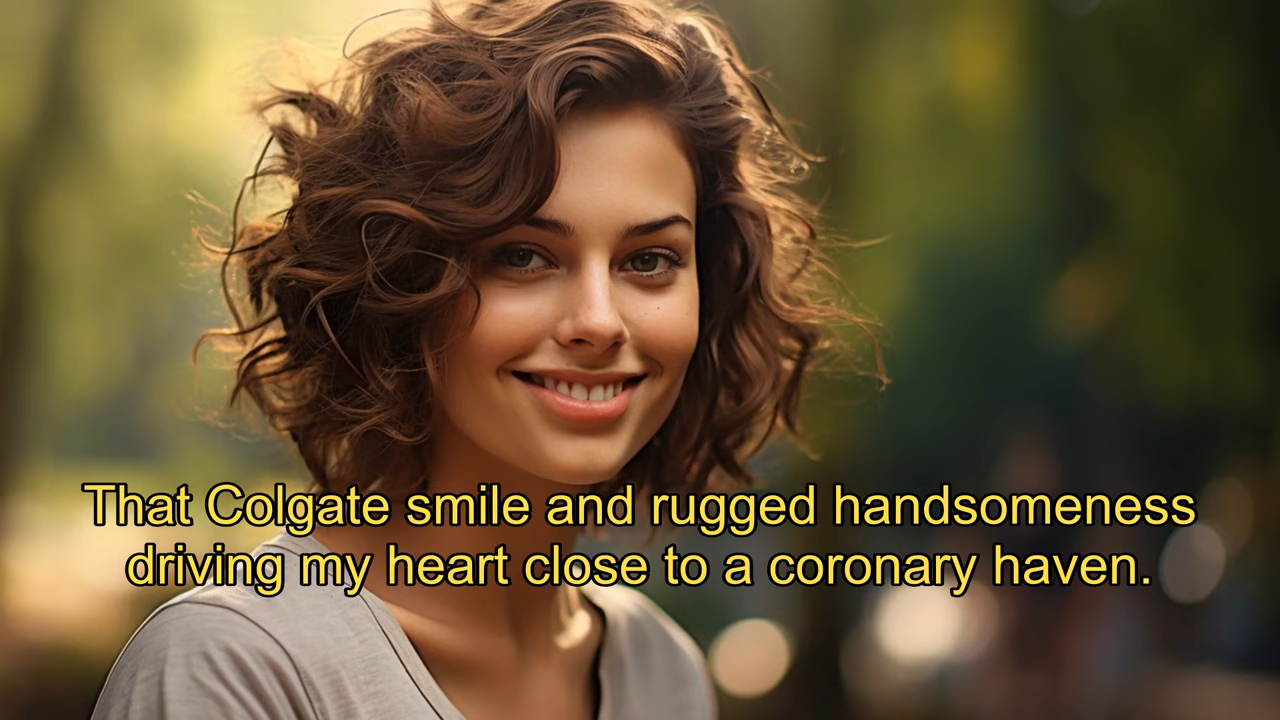 That Colgate smile and rugged handsomeness
driving my heart close to a coronary haven.